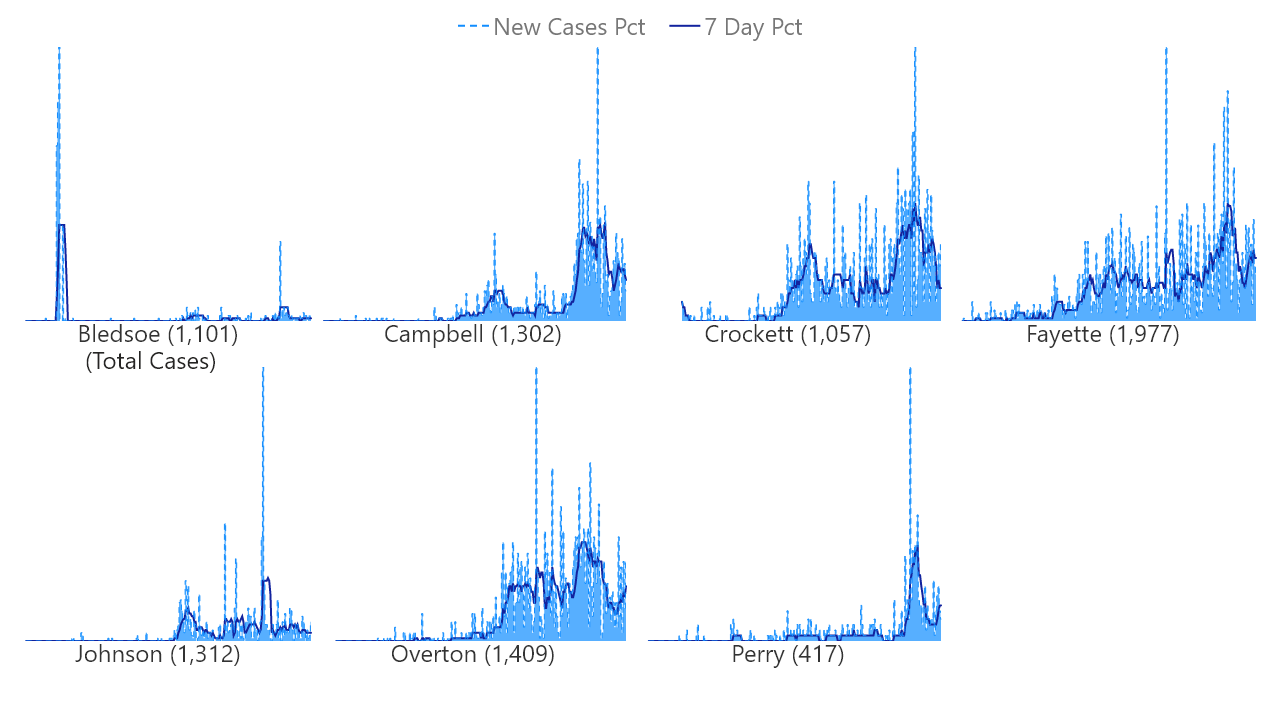 New Cases Pct 7 Day Pct
Bledsoe (1,101) Campbell (1,302) Crockett (1,057) Fayette (1,977)
(Total Cases)
Johnson (1,312) Overton (1,409) Perry (417)